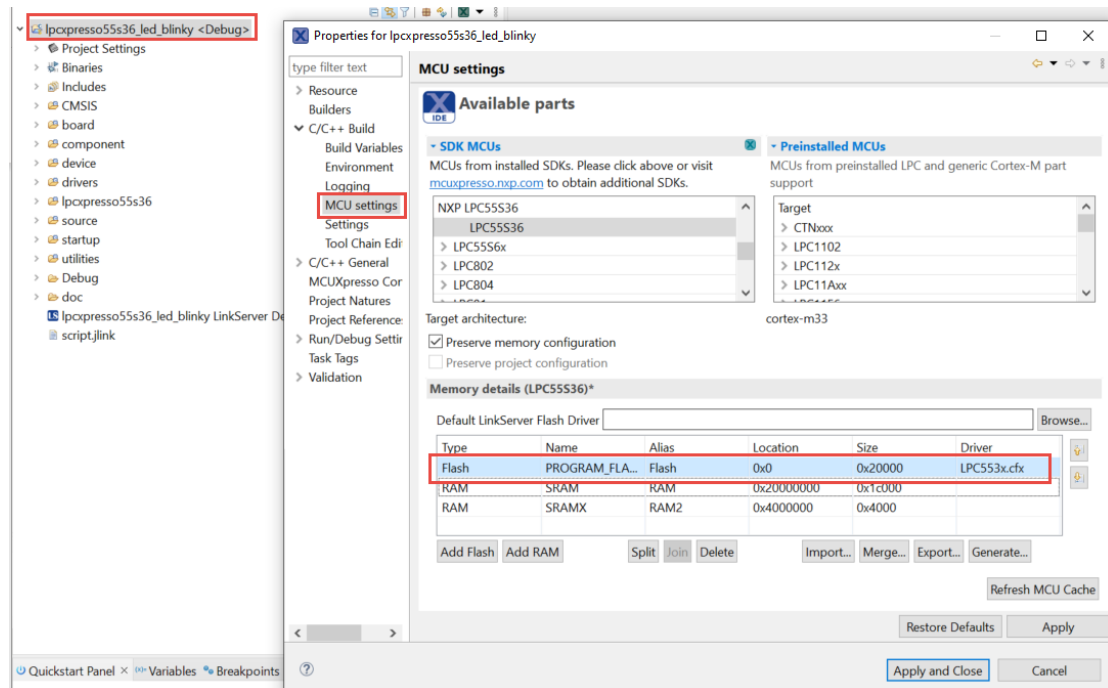 lpcxpresso55s36_led_blinky <Debug>
Project Settings
Binaries
Includes
CMSIS
board
component
device
drivers
lpcxpresso55s36
source
startup
utilities
Debug
doc
lpcxpresso55s36_led_blinky LinkServer De
script.jlink
Quickstart Panel × (x)= Variables Breakpoints
Properties for lpcxpresso55s36_led_blinky
type filter text
Resource
Builders
C/C++ Build
Build Variables
Environment
Logging
MCU settings
Settings
Tool Chain Edi
C/C++ General
MCUXpresso Cor
Project Natures
Project Reference
Run/Debug Settir
Task Tags
Validation
MCU settings
IDE
Available parts
SDK MCUs
MCUs from installed SDKs. Please click above or visit
mcuxpresso.nxp.com to obtain additional SDKs.
NXP LPC55S36
LPC55S36
LPC55S6x
LPC802
LPC804
Preinstalled MCUs
MCUs from preinstalled LPC and generic Cortex-M part
support
Target
CTNxxx
LPC1102
LPC112x
LPC11Axx
Target architecture: cortex-m33
Preserve memory configuration
Preserve project configuration
Memory details (LPC55S36)*
Default LinkServer Flash Driver Browse...
Type Name Alias Location Size Driver
Flash PROGRAM_FLA... Flash 0x0 0x20000 LPC553x.cfx
RAM SRAM RAM 0x20000000 0x1c000
RAM SRAMX RAM2 0x4000000 0x4000
Add Flash Add RAM Split Join Delete Import... Merge... Export... Generate...
Refresh MCU Cache
Restore Defaults Apply
Apply and Close Cancel